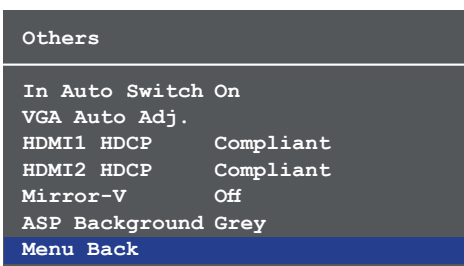 Others
In Auto Switch On
VGA Auto Adj.
HDMI1 HDCP Compliant
HDMI2 HDCP Compliant
Mirror-V Off
ASP Background Grey
Menu Back